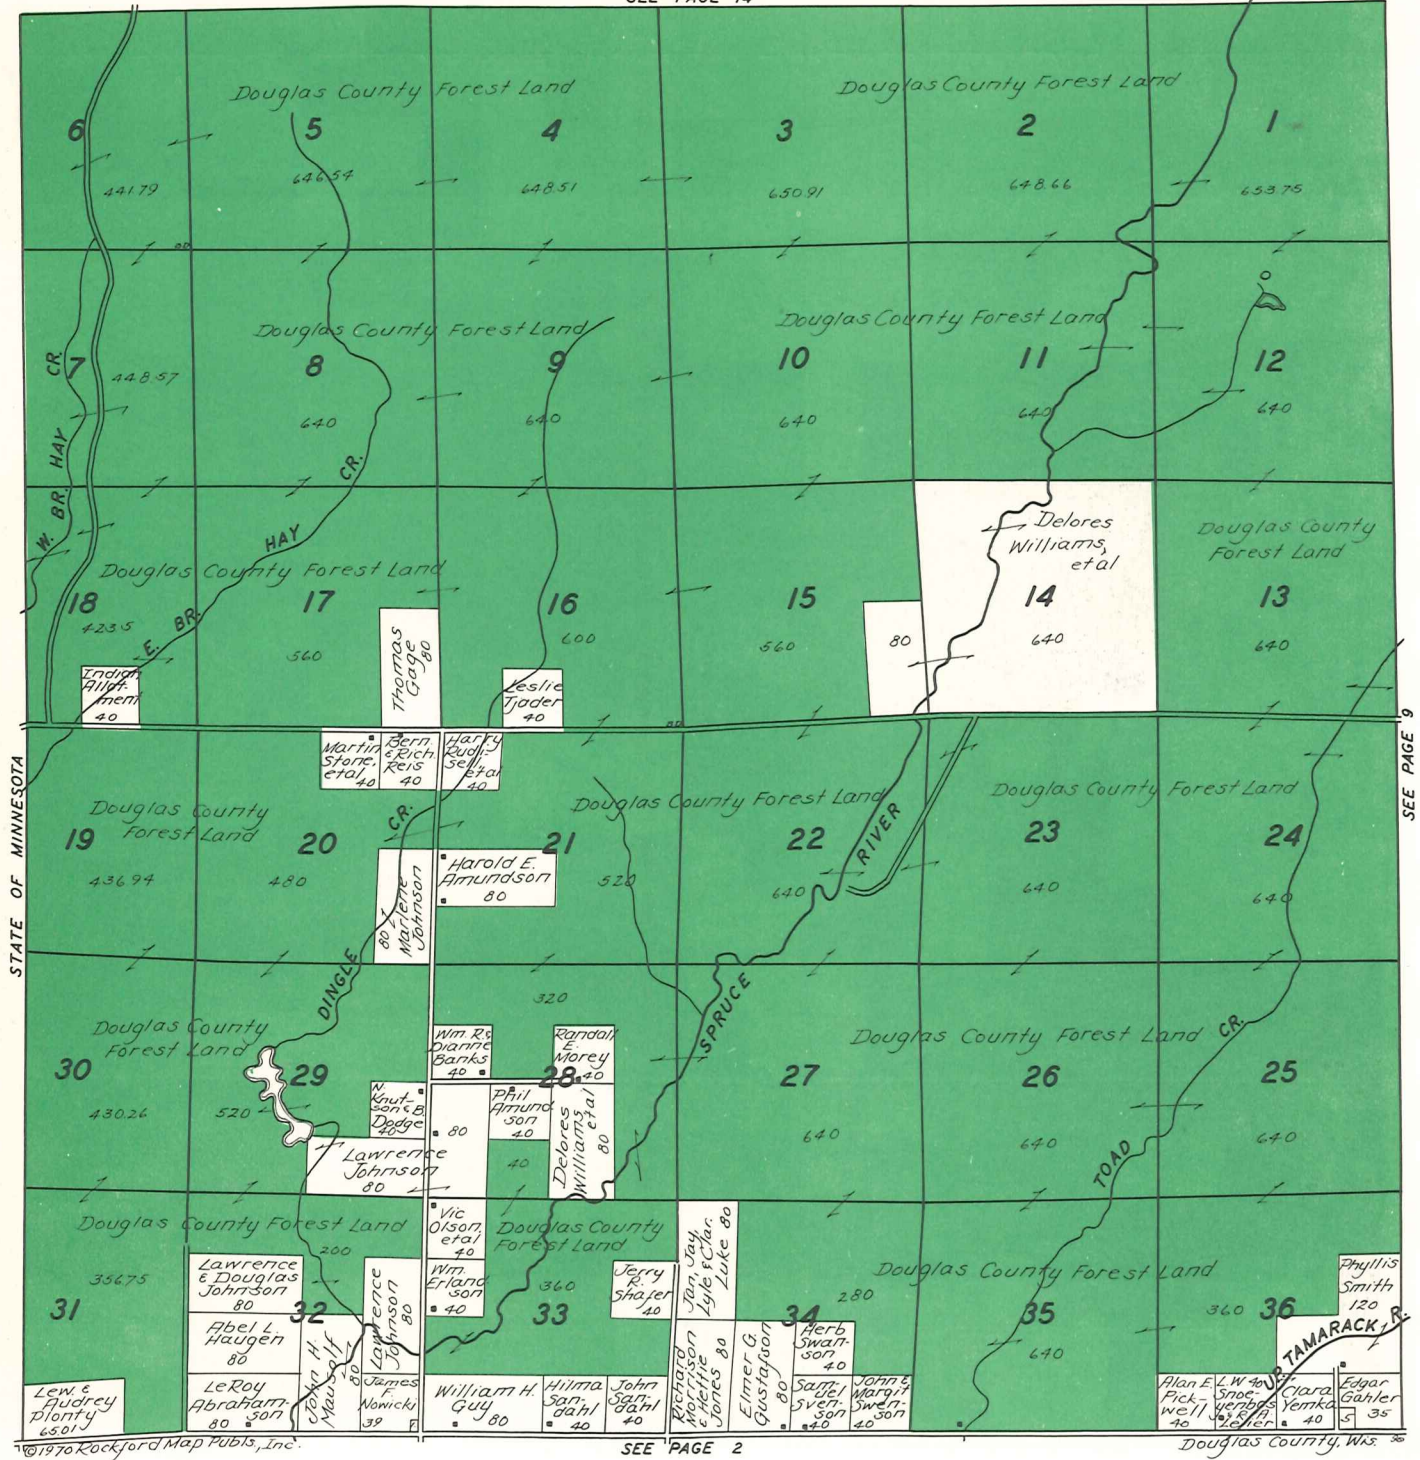 SEE PAGE 14
Douglas County Forest Land
Douglas County Forest Land
6
5
4
3
2
1
441.79
646.54
648.51
650.91
648.66
653.75
Douglas County Forest Land
Douglas County Forest Land
7
8
9
10
11
12
448.57
640
640
640
640
640
W. BR. HAY CR.
E. BR. HAY CR.
Douglas County Forest Land
Delores
Williams,
etal
Douglas County
Forest Land
18
17
16
15
14
13
423.5
560
600
560
80
640
640
Indian
Allot-
ment
40
Thomas
Gage
80
Leslie
Tjader
40
STATE OF MINNESOTA
SEE PAGE 9
Martin
Stone,
etal
40
Bern.
& Rich
Reis
40
Harry
Rudi-
sell,
etal
40
Douglas County
Forest Land
Douglas County Forest Land
Douglas County Forest Land
19
20
21
22
23
24
436.94
480
520
640
640
640
Harold E.
Amundson
80
Marlene
Johnson
80
DINGLE CR.
SPRUCE RIVER
TOAD CR.
320
Douglas County
Forest Land
Douglas County Forest Land
30
29
28
27
26
25
430.26
520
640
640
640
Wm. R. &
Dianne
Banks
40
Randall
E.
Morey
40
N.
Knut-
son & B.
Dodge
40
80
Phil
Amund
son
40
40
Delores
Williams,
etal
80
Lawrence
Johnson
80
Douglas County Forest Land
Douglas County
Forest Land
Douglas County Forest Land
31
32
33
34
35
36
356.75
200
360
280
640
360
Vic
Olson,
etal
40
Wm.
Erland
son
40
Jerry
R.
Shafer
40
Jon, Jay,
Lyle & Clar.
Luke 80
Phyllis
Smith
120
Lawrence
& Douglas
Johnson
80
Abel L.
Haugen
80
Lawrence
Johnson
80
John H.
Mausolf
80
Richard
Morrison
& Hettie
Jones 80
Elmer G.
Gustafson
80
Herb
Swan-
son
40
UP. TAMARACK R.
Lew. &
Audrey
Plonty
65.01
LeRoy
Abraham-
son
80
James
F.
Nowicki
39
William H.
Guy
80
Hilma
San-
dahl
40
John
San-
dahl
40
Sam-
uel
Sven-
son
40
John &
Margit
Swen-
son
40
Alan E.
Pick-
well
40
Clara
Yemka
40
Edgar
Gahler
5
35
©1970 Rockford Map Publs., Inc.
SEE PAGE 2
Douglas County, Wis.